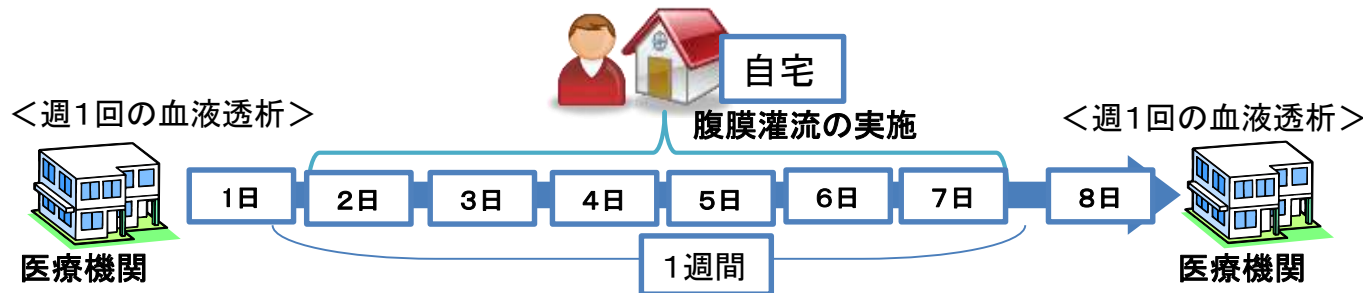 自宅
腹膜灌流の実施
＜週１回の血液透析＞
＜週１回の血液透析＞
1日
2日
3日
4日
5日
6日
7日
8日
医療機関
1週間
医療機関